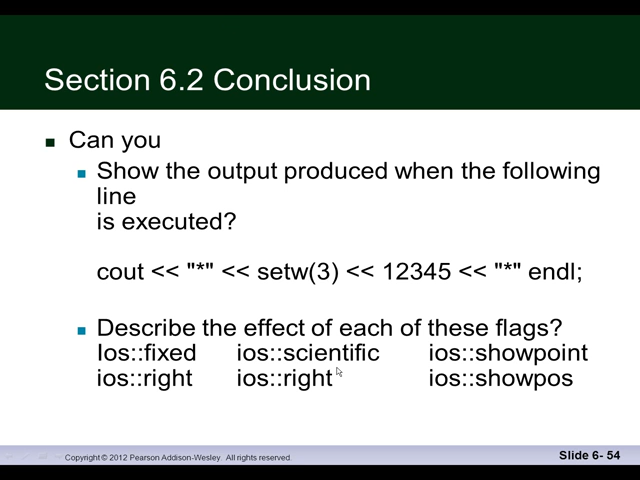 Section 6.2 Conclusion
Can you
Show the output produced when the following
line
is executed?
cout << "*" << setw(3) << 12345 << "*" endl;
Describe the effect of each of these flags?
Ios::fixed ios::scientific ios::showpoint
ios::right ios::right ios::showpos
Copyright © 2012 Pearson Addison-Wesley. All rights reserved.
Slide 6- 54